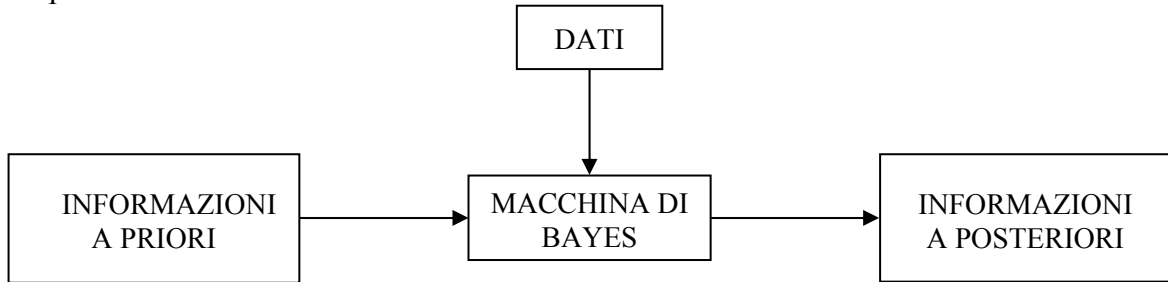 DATI
INFORMAZIONI
A PRIORI
MACCHINA DI
BAYES
INFORMAZIONI
A POSTERIORI